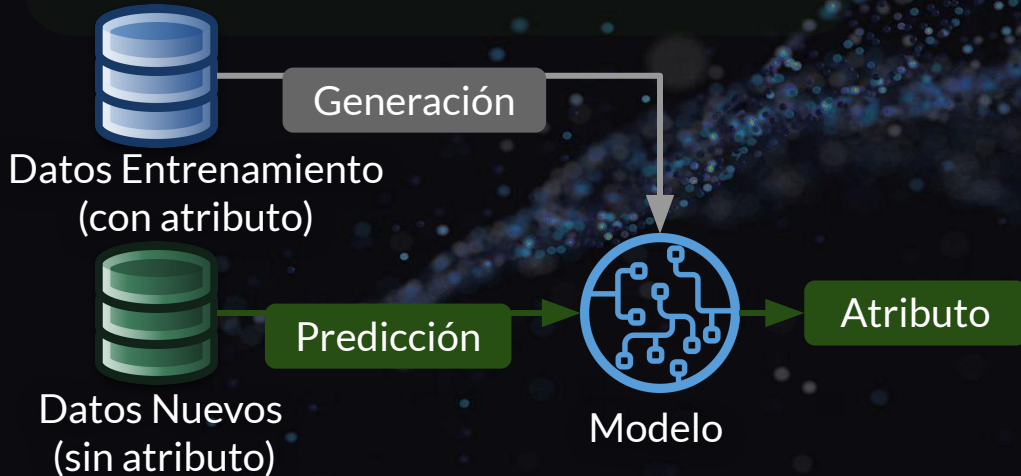 Generación
Datos Entrenamiento
(con atributo)
Predicción
Atributo
Datos Nuevos
(sin atributo)
Modelo